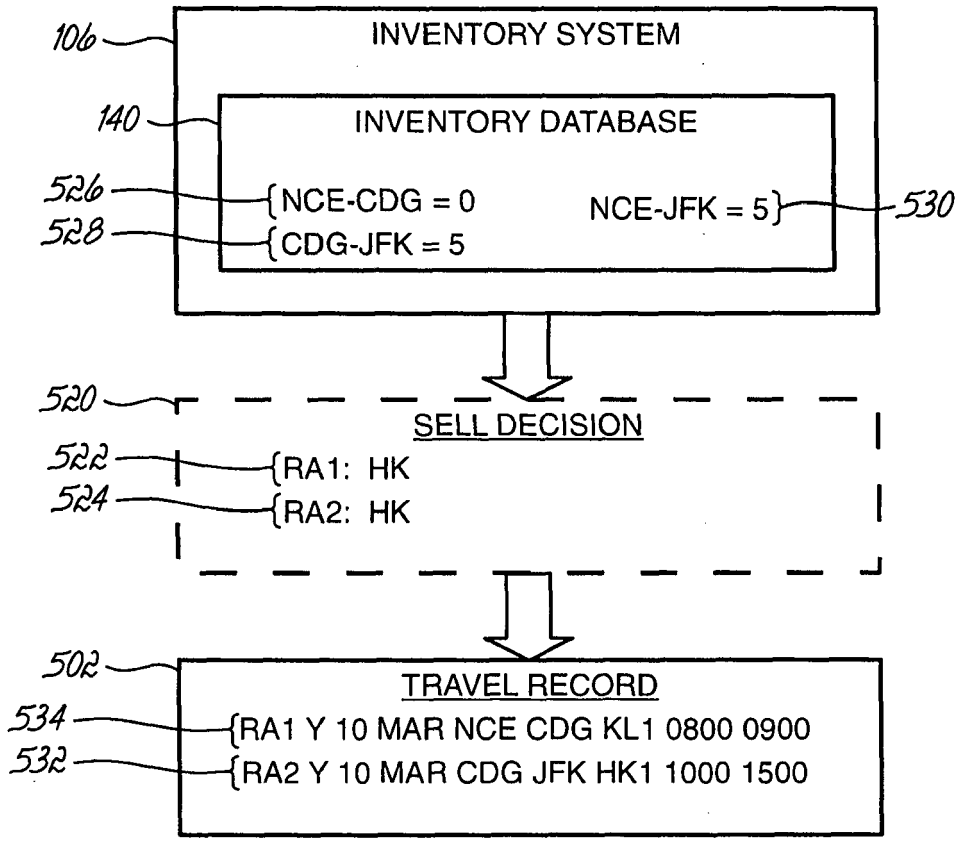 106
INVENTORY SYSTEM
140
INVENTORY DATABASE
526
{NCE-CDG = 0
NCE-JFK = 5}
530
528
{CDG-JFK = 5
520
SELL DECISION
522
{RA1: HK
524
{RA2: HK
502
TRAVEL RECORD
534
{RA1 Y 10 MAR NCE CDG KL1 0800 0900
532
{RA2 Y 10 MAR CDG JFK HK1 1000 1500